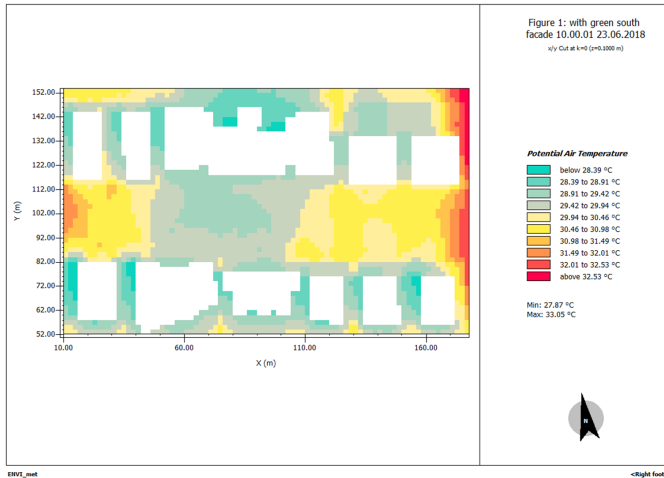 Figure 1: with green south
facade 10.00.01 23.06.2018
x/y Cut at k=0 (z=0.1000 m)
152.00
142.00
132.00
122.00
112.00
102.00
92.00
82.00
72.00
62.00
52.00
Y (m)
10.00
60.00
110.00
160.00
X (m)
Potential Air Temperature
below 28.39 °C
28.39 to 28.91 °C
28.91 to 29.42 °C
29.42 to 29.94 °C
29.94 to 30.46 °C
30.46 to 30.98 °C
30.98 to 31.49 °C
31.49 to 32.01 °C
32.01 to 32.53 °C
above 32.53 °C
Min: 27.87 °C
Max: 33.05 °C
N
ENVI_met
<Right foot